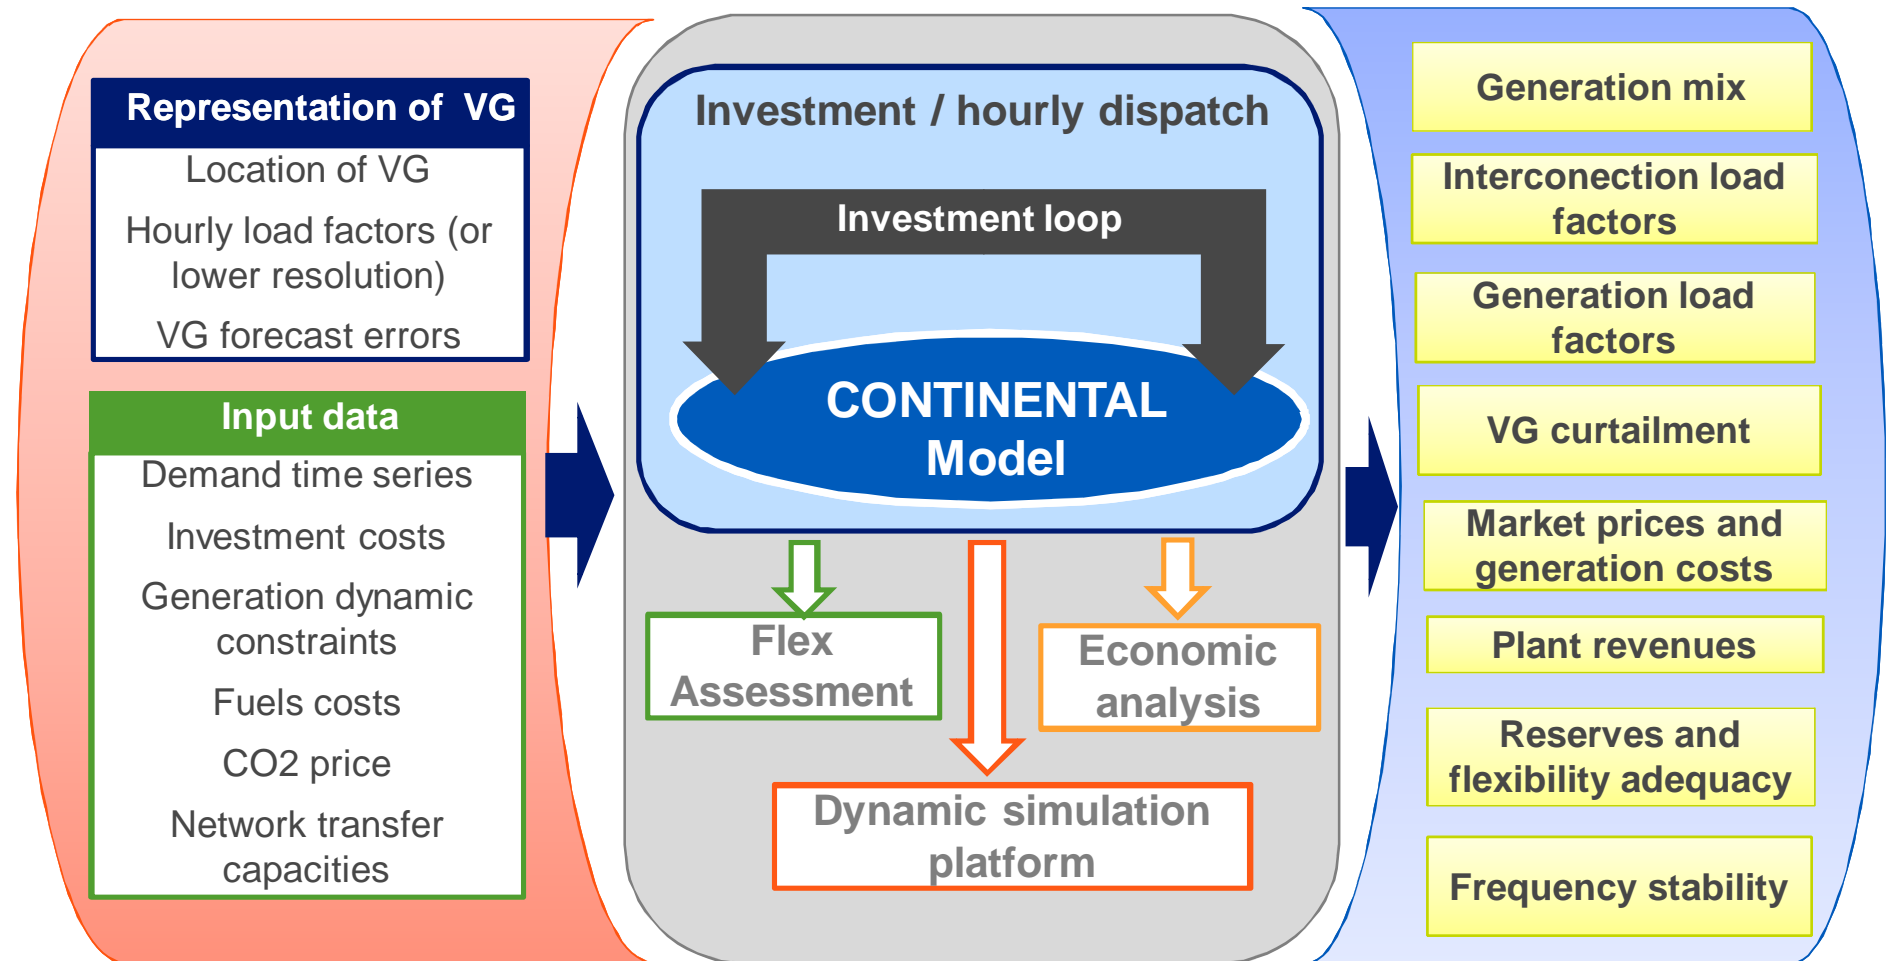 Representation of VG
Location of VG
Hourly load factors (or
lower resolution)
VG forecast errors
Input data
Demand time series
Investment costs
Generation dynamic
constraints
Fuels costs
CO2 price
Network transfer
capacities
Investment / hourly dispatch
Investment loop
CONTINENTAL
Model
Flex
Assessment
Economic
analysis
Dynamic simulation
platform
Generation mix
Interconection load
factors
Generation load
factors
VG curtailment
Market prices and
generation costs
Plant revenues
Reserves and
flexibility adequacy
Frequency stability